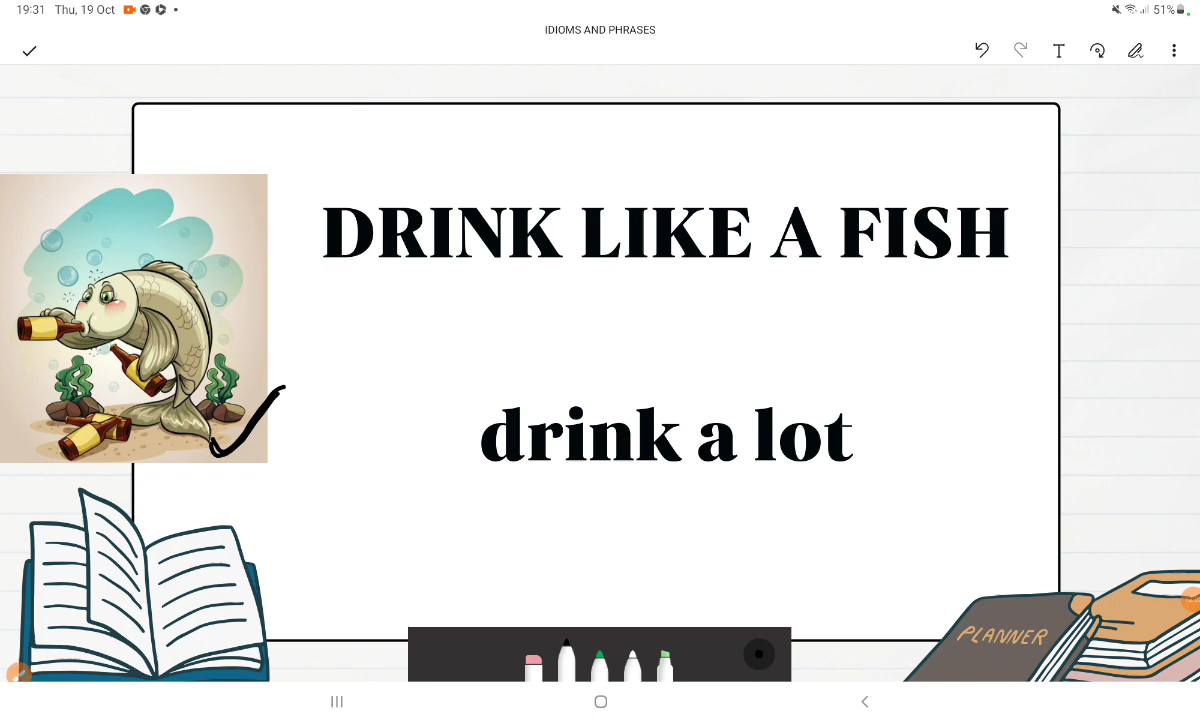 19:31 Thu, 19 Oct 51%
IDIOMS AND PHRASES
T
DRINK LIKE A FISH
drink a lot
PLANNER